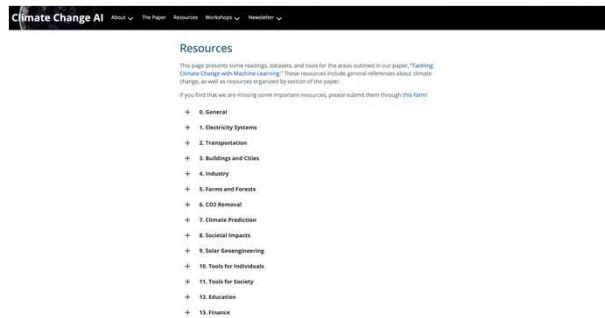 Climate Change AI About The Paper Resources Workshops Newsletter
Resources
This page presents some readings, datasets, and tools for the areas outlined in our paper, "Tackling
Climate Change with Machine Learning." These resources include general references about climate
change, as well as resources organized by section of the paper.
If you find that we are missing some important resources, please submit them through this form!
+ 0. General
+ 1. Electricity Systems
+ 2. Transportation
+ 3. Buildings and Cities
+ 4. Industry
+ 5. Farms and Forests
+ 6. CO2 Removal
+ 7. Climate Prediction
+ 8. Societal Impacts
+ 9. Solar Geoengineering
+ 10. Tools for Individuals
+ 11. Tools for Society
+ 12. Education
+ 13. Finance